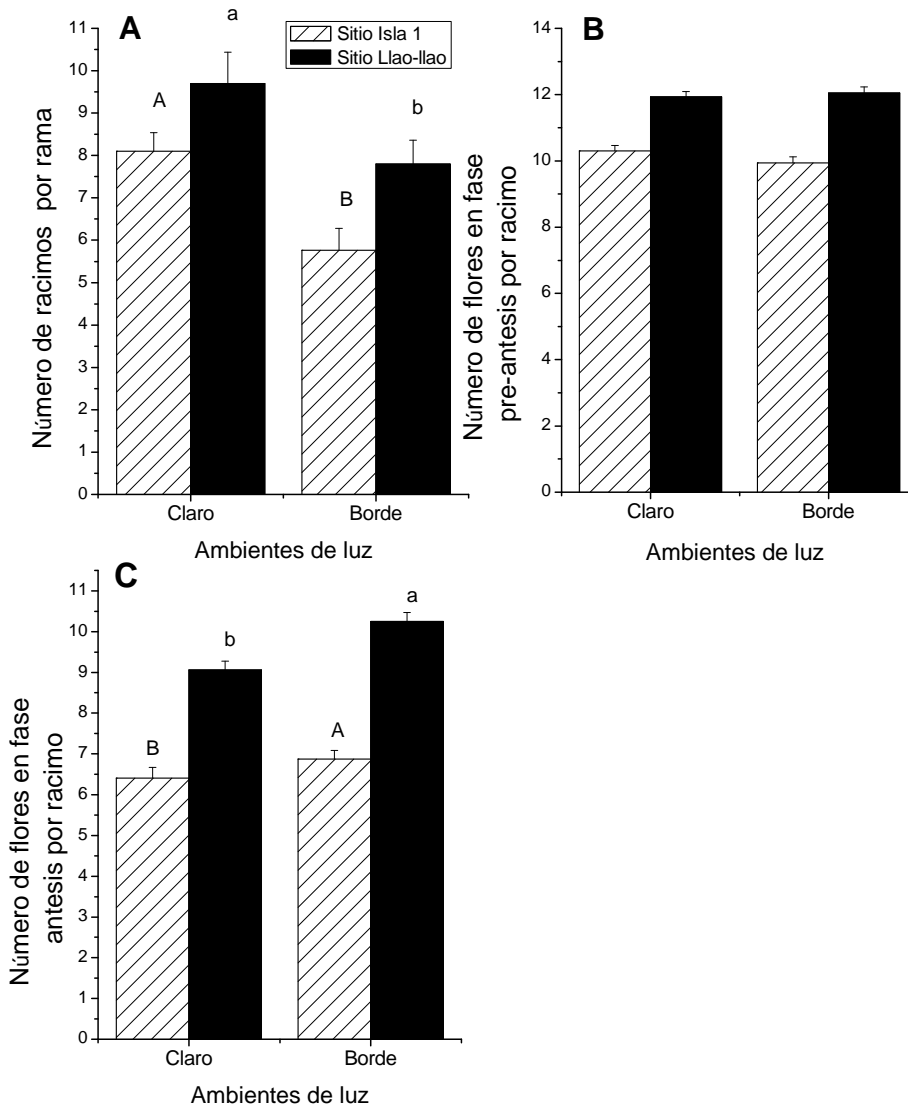 A
a
Sitio Isla 1
Sitio Llao-llao
A
b
B
Número de racimos por rama
11
10
9
8
7
6
5
4
3
2
1
0
Claro
Borde
Ambientes de luz
B
Número de flores en fase
pre-antesis por racimo
14
12
10
8
6
4
2
0
Claro
Borde
Ambientes de luz
C
a
b
A
B
Número de flores en fase
antesis por racimo
11
10
9
8
7
6
5
4
3
2
1
0
Claro
Borde
Ambientes de luz